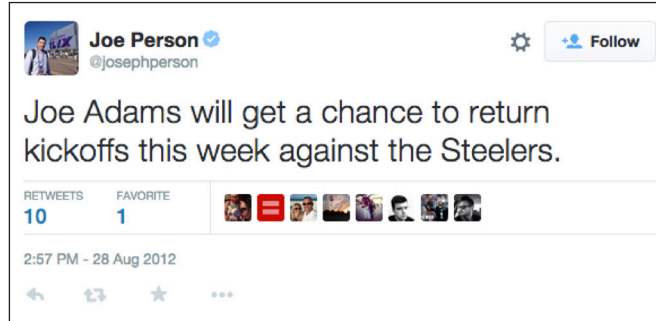 Joe Person
@josephperson
Follow
Joe Adams will get a chance to return
kickoffs this week against the Steelers.
RETWEETS FAVORITE
10 1
2:57 PM - 28 Aug 2012